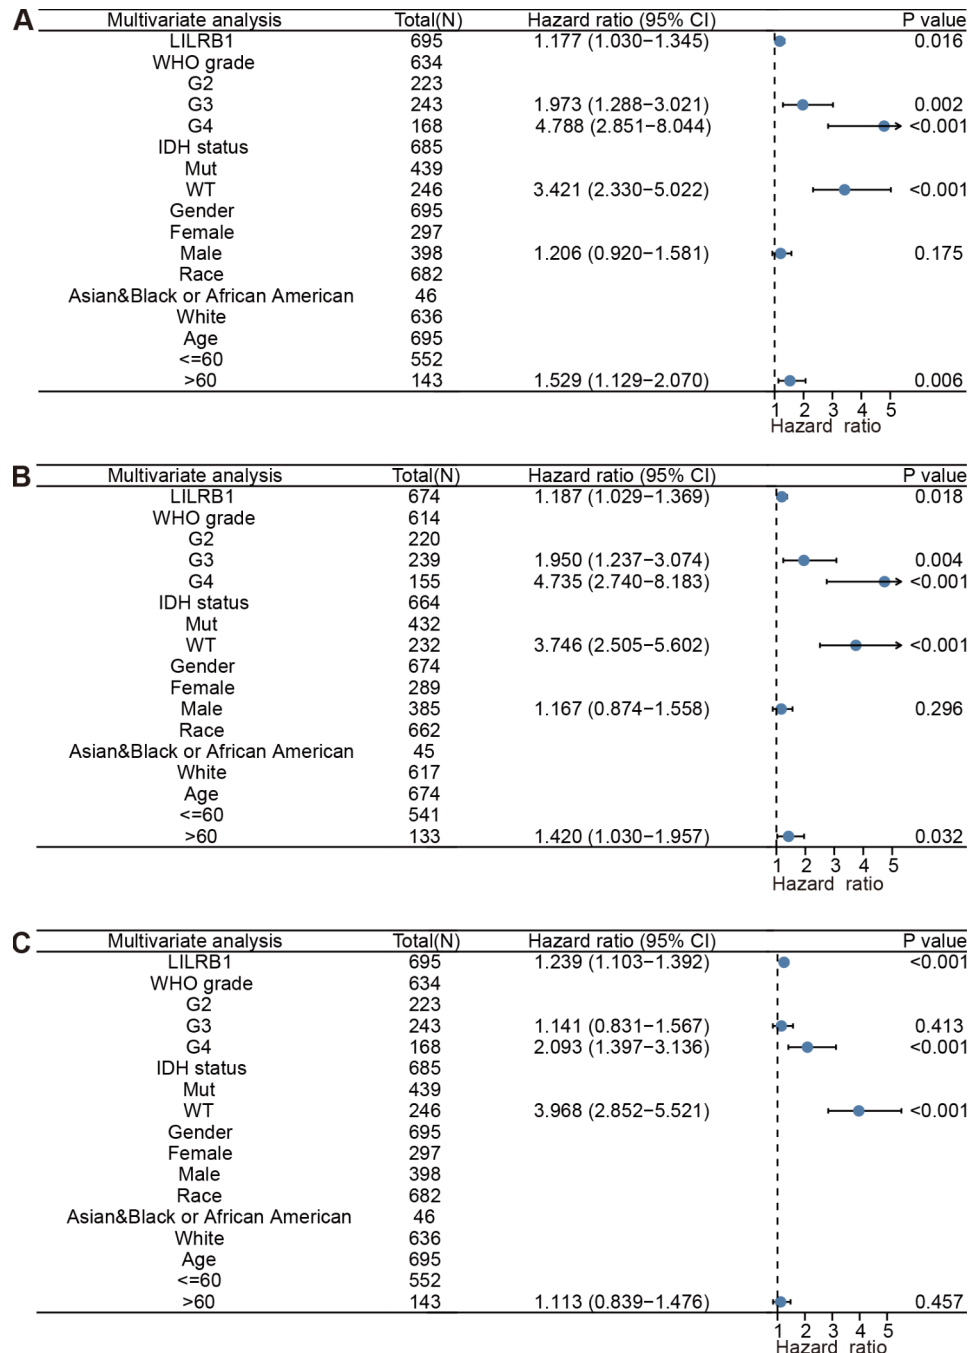 A
Multivariate analysis Total(N) Hazard ratio (95% CI) P value
LILRB1 695 1.177 (1.030−1.345) 0.016
WHO grade 634
G2 223
G3 243 1.973 (1.288−3.021) 0.002
G4 168 4.788 (2.851−8.044) <0.001
IDH status 685
Mut 439
WT 246 3.421 (2.330−5.022) <0.001
Gender 695
Female 297
Male 398 1.206 (0.920−1.581) 0.175
Race 682
Asian&Black or African American 46
White 636
Age 695
<=60 552
>60 143 1.529 (1.129−2.070) 0.006
1 2 3 4 5
Hazard ratio
B
Multivariate analysis Total(N) Hazard ratio (95% CI) P value
LILRB1 674 1.187 (1.029−1.369) 0.018
WHO grade 614
G2 220
G3 239 1.950 (1.237−3.074) 0.004
G4 155 4.735 (2.740−8.183) <0.001
IDH status 664
Mut 432
WT 232 3.746 (2.505−5.602) <0.001
Gender 674
Female 289
Male 385 1.167 (0.874−1.558) 0.296
Race 662
Asian&Black or African American 45
White 617
Age 674
<=60 541
>60 133 1.420 (1.030−1.957) 0.032
1 2 3 4 5
Hazard ratio
C
Multivariate analysis Total(N) Hazard ratio (95% CI) P value
LILRB1 695 1.239 (1.103−1.392) <0.001
WHO grade 634
G2 223
G3 243 1.141 (0.831−1.567) 0.413
G4 168 2.093 (1.397−3.136) <0.001
IDH status 685
Mut 439
WT 246 3.968 (2.852−5.521) <0.001
Gender 695
Female 297
Male 398
Race 682
Asian&Black or African American 46
White 636
Age 695
<=60 552
>60 143 1.113 (0.839−1.476) 0.457
1 2 3 4 5
Hazard ratio